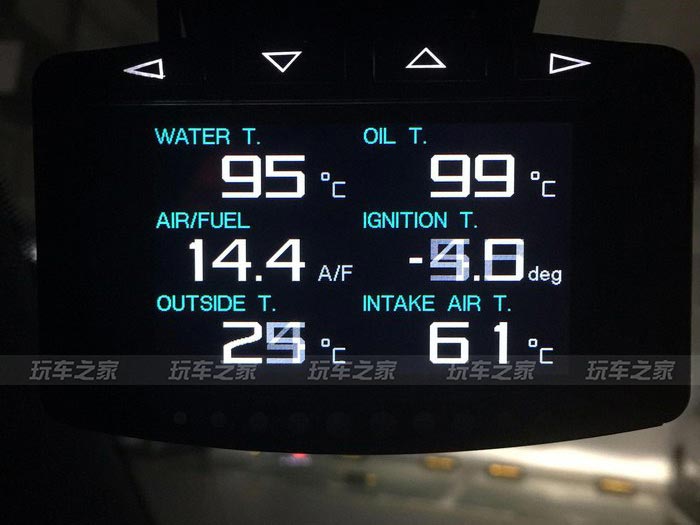 WATER T. OIL T.
95 °C 99 °C
AIR/FUEL IGNITION T.
14.4 A/F deg
OUTSIDE T. INTAKE AIR T.
°C 61 °C
玩车之家 玩车之家 玩车之家 玩车之家 玩车之家